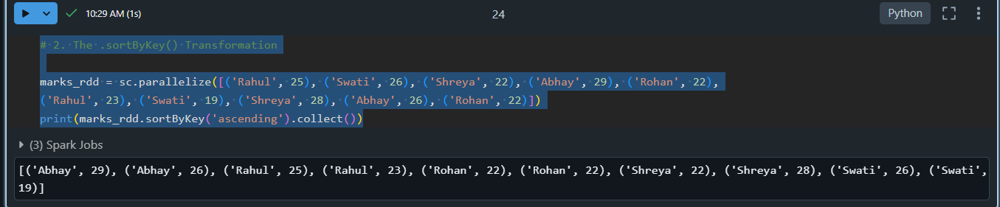 10:29 AM (1s)
24
Python
# 2. The .sortByKey() Transformation
marks_rdd = sc.parallelize([('Rahul', 25), ('Swati', 26), ('Shreya', 22), ('Abhay', 29), ('Rohan', 22),
('Rahul', 23), ('Swati', 19), ('Shreya', 28), ('Abhay', 26), ('Rohan', 22)])
print(marks_rdd.sortByKey('ascending').collect())
(3) Spark Jobs
[('Abhay', 29), ('Abhay', 26), ('Rahul', 25), ('Rahul', 23), ('Rohan', 22), ('Rohan', 22), ('Shreya', 22), ('Shreya', 28), ('Swati', 26), ('Swati',
19)]